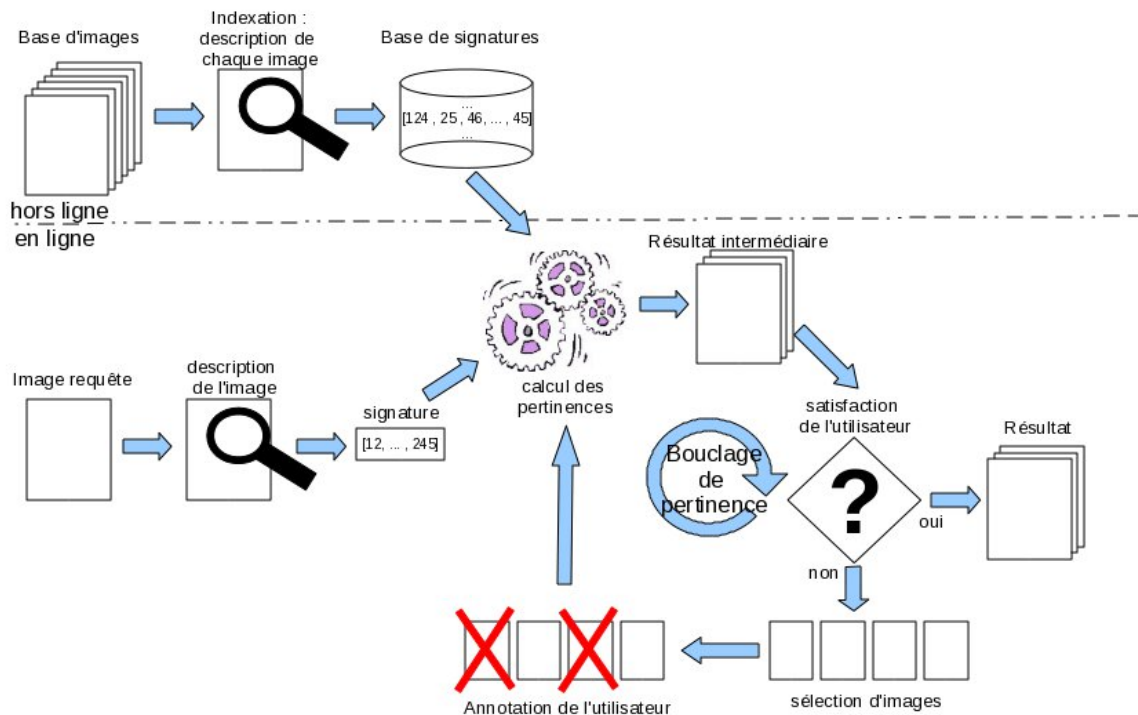 Base d'images
Indexation :
description de
chaque image
Base de signatures
...
[124 , 25 , 46, ... , 45]
...
hors ligne
en ligne
Résultat intermédiaire
calcul des
pertinences
Image requête
description
de l'image
signature
[12, ... , 245]
satisfaction
de l'utilisateur
Résultat
Bouclage
de
pertinence
?
oui
non
Annotation de l'utilisateur
sélection d'images